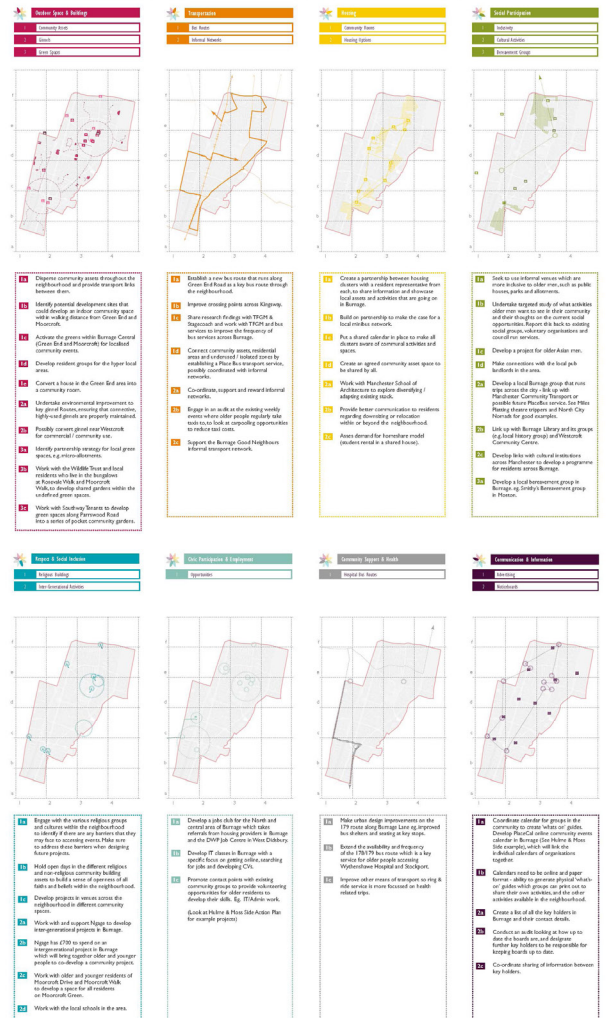 Outdoor Space & Buildings
1 Community Assets
2 Ginnels
3 Green Spaces
1a Disperse community assets throughout the
neighbourhood and provide transport links
between them.
1b Identify potential development sites that
could develop an indoor community space
within walking distance from Green End and
Moorcroft.
1c Activate the greens within Burnage Central
(Green End and Moorcroft) for localised
community events.
1d Develop resident groups for the hyper local
areas.
1e Convert a house in the Green End area into
a community room.
2a Undertake environmental improvement to
key ginnel Routes, ensuring that connective,
highly-used ginnels are properly maintained.
2b Possibly convert ginnel near Westcroft
for commercial / community use.
3a Identify partnership strategy for local green
spaces, e.g. micro-allotments.
3b Work with the Wildlife Trust and local
residents who live in the bungalows
at Rosevale Walk and Moorcroft
Walk, to develop shared gardens within the
undefined green spaces.
3c Work with Southway Tenants to develop
green spaces along Parrswood Road
into a series of pocket community gardens.
Transportation
1 Bus Routes
2 Informal Networks
1a Establish a new bus route that runs along
Green End Road as a key bus route through
the neighbourhood.
1b Improve crossing points across Kingsway.
1c Share research findings with TFGM &
Stagecoach and work with TFGM and bus
services to improve the frequency of
bus services across Burnage.
1d Connect community assets, residential
areas and unserved / isolated zones by
establishing a Place Bus transport service,
possibly coordinated with informal
networks.
2a Co-ordinate, support and reward informal
networks.
2b Engage in an audit at the existing weekly
events where older people regularly take
taxis to, to look at carpooling opportunities
to reduce taxi costs.
2c Support the Burnage Good Neighbours
informal transport network.
Housing
1 Community Rooms
2 Housing Options
1a Create a partnership between housing
clusters with a resident representative from
each, to share information and showcase
local assets and activities that are going on
in Burnage.
1b Build on partnership to make the case for a
local minibus network.
1c Put a shared calendar in place to make all
clusters aware of communal activities and
spaces.
1d Create an agreed community asset space to
be shared by all.
2a Work with Manchester School of
Architecture to explore diversifying /
adapting existing stock.
2b Provide better communication to residents
regarding downsizing or relocation
within or beyond the neighbourhood.
2c Assess demand for homeshare model
(student rental in a shared house).
Social Participation
1 Inclusivity
2 Cultural Activities
3 Bereavement Groups
1a Seek to use informal venues which are
more inclusive to older men, such as public
houses, parks and allotments.
1b Undertake targeted study of what activities
older men want to see in their community
and their thoughts on the current social
opportunities. Report this back to existing
social groups, voluntary organisations and
council run services.
1c Develop a project for older Asian men.
1d Make connections with the local pub
landlords in the area.
2a Develop a local Burnage group that runs
trips across the city - link up with
Manchester Community Transport or
possible future PlaceBus service. See Miles
Platting theatre trippers and North City
Nomads for good examples.
2b Link up with Burnage Library and its groups
(e.g. local history group) and Westcroft
Community Centre.
2c Develop links with cultural institutions
across Manchester to develop a programme
for residents across Burnage.
3a Develop a local bereavement group in
Burnage. eg. Smithy's Bereavement group
in Moston.
Respect & Social Inclusion
1 Religious Buildings
2 Inter-Generational Activities
1a Engage with the various religious groups
and cultures within the neighbourhood
to identify if there are any barriers that they
may face to accessing events. Make sure
to address these barriers when designing
future projects.
1b Hold open days in the different religious
and non-religious community building
assets to build a sense of openness of all
faiths and beliefs within the neighbourhood.
1c Develop projects in venues across the
neighbourhood in different community
spaces.
2a Work with and support Ngage to develop
inter-generational projects in Burnage.
2b Ngage has £700 to spend on an
intergenerational project in Burnage
which will bring together older and younger
people to co-develop a community project.
2c Work with older and younger residents of
Moorcroft Drive and Moorcroft Walk
to develop a space for all residents
on Moorcroft Green.
2d Work with the local schools in the area.
Civic Participation & Employment
1 Opportunities
1a Develop a jobs club for the North and
central area of Burnage which takes
referrals from housing providers in Burnage
and the DWP Job Centre in West Didsbury.
1b Develop IT classes in Burnage with a
specific focus on getting online, searching
for jobs and developing CVs.
1c Promote contact points with existing
community groups to provide volunteering
opportunities for older residents to
develop their skills. Eg. IT/Admin work.
(Look at Hulme & Moss Side Action Plan
for example projects)
Community Support & Health
1 Hospital Bus Routes
1a Make urban design improvements on the
179 route along Burnage Lane eg. improved
bus shelters and seating at key stops.
1b Extend the availability and frequency
of the 178/179 bus route which is a key
service for older people accessing
Wythenshawe Hospital and Stockport.
1c Improve other means of transport so ring &
ride service is more focussed on health
related trips.
Communication & Information
1 Advertising
2 Noticeboards
1a Coordinate calendar for groups in the
community to create 'whats on' guides.
Develop PlaceCal online community events
calendar in Burnage (See Hulme & Moss
Side example), which will link the
individual calendars of organisations
together.
1b Calendars need to be online and paper
format - ability to generate physical 'what's-
on' guides which groups can print out to
share their own activities, and the other
activities available in the neighbourhood.
2a Create a list of all the key holders in
Burnage and their contact details.
2b Conduct an audit looking at how up to
date the boards are, and designate
further key holders to be responsible for
keeping boards up to date.
2c Co-ordinate sharing of information between
key holders.